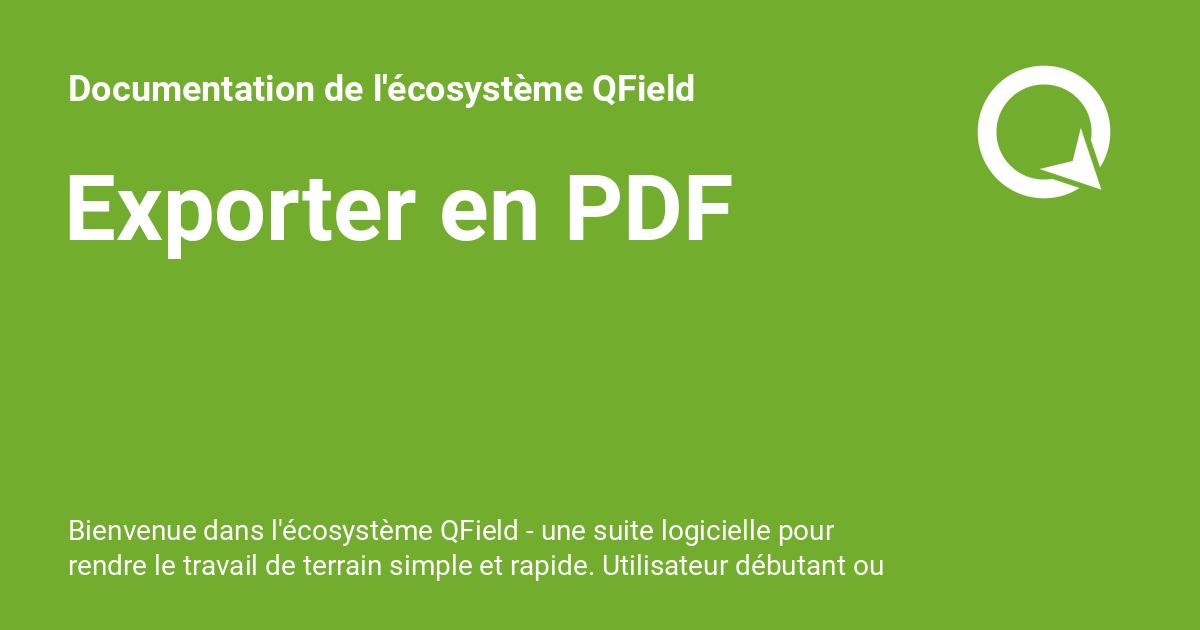 Documentation de l'écosystème QField
Exporter en PDF
Bienvenue dans l'écosystème QField - une suite logicielle pour
rendre le travail de terrain simple et rapide. Utilisateur débutant ou